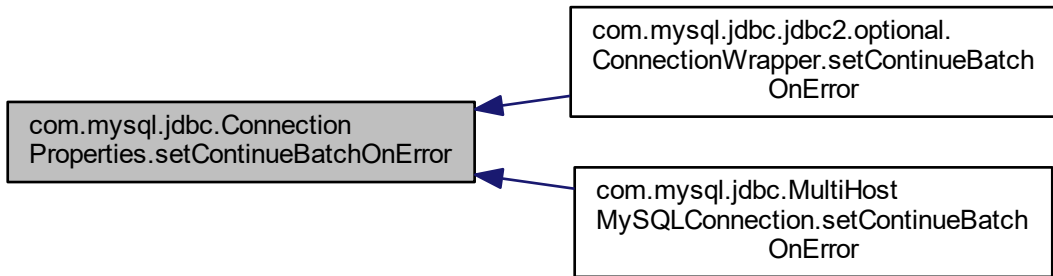 com.mysql.jdbc.jdbc2.optional.
ConnectionWrapper.setContinueBatch
OnError
com.mysql.jdbc.Connection
Properties.setContinueBatchOnError
com.mysql.jdbc.MultiHost
MySQLConnection.setContinueBatch
OnError